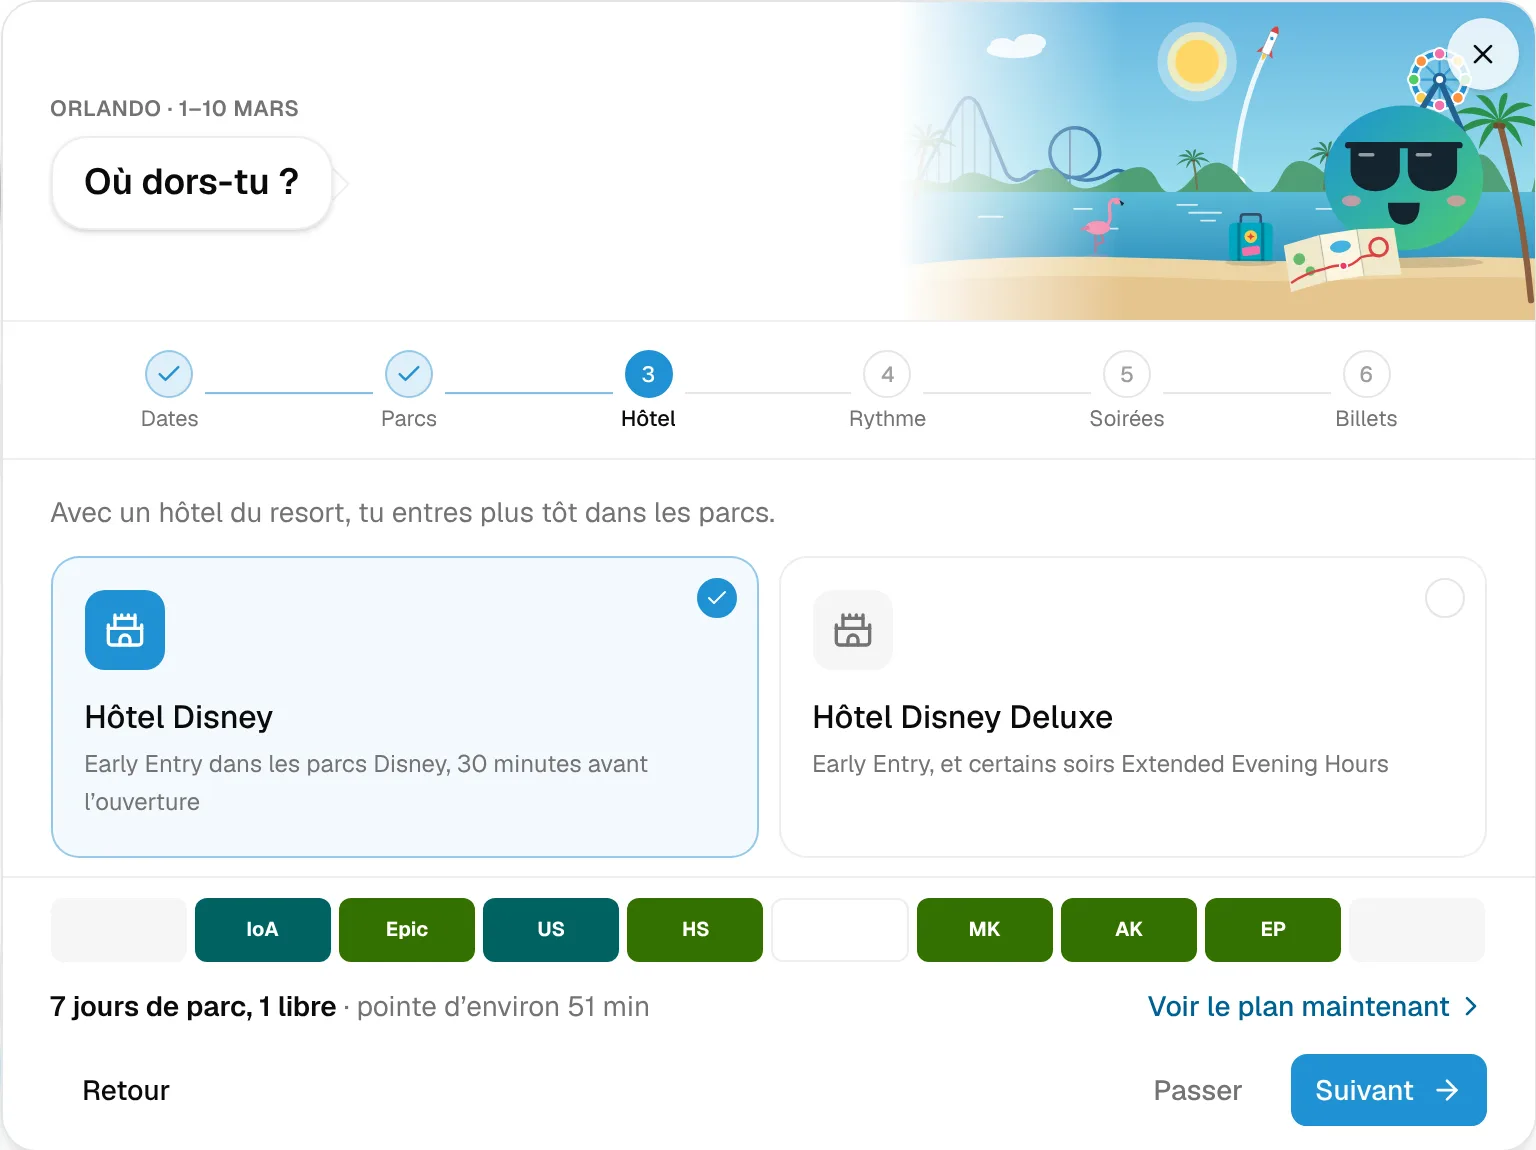 ORLANDO · 1–10 MARS
Où dors-tu ?
3
4
5
6
Dates
Parcs
Hôtel
Rythme
Soirées
Billets
Avec un hôtel du resort, tu entres plus tôt dans les parcs.
Hôtel Disney
Early Entry dans les parcs Disney, 30 minutes avant
l’ouverture
Hôtel Disney Deluxe
Early Entry, et certains soirs Extended Evening Hours
IoA
Epic
US
HS
MK
AK
EP
7 jours de parc, 1 libre · pointe d’environ 51 min
Voir le plan maintenant
Retour
Passer
Suivant